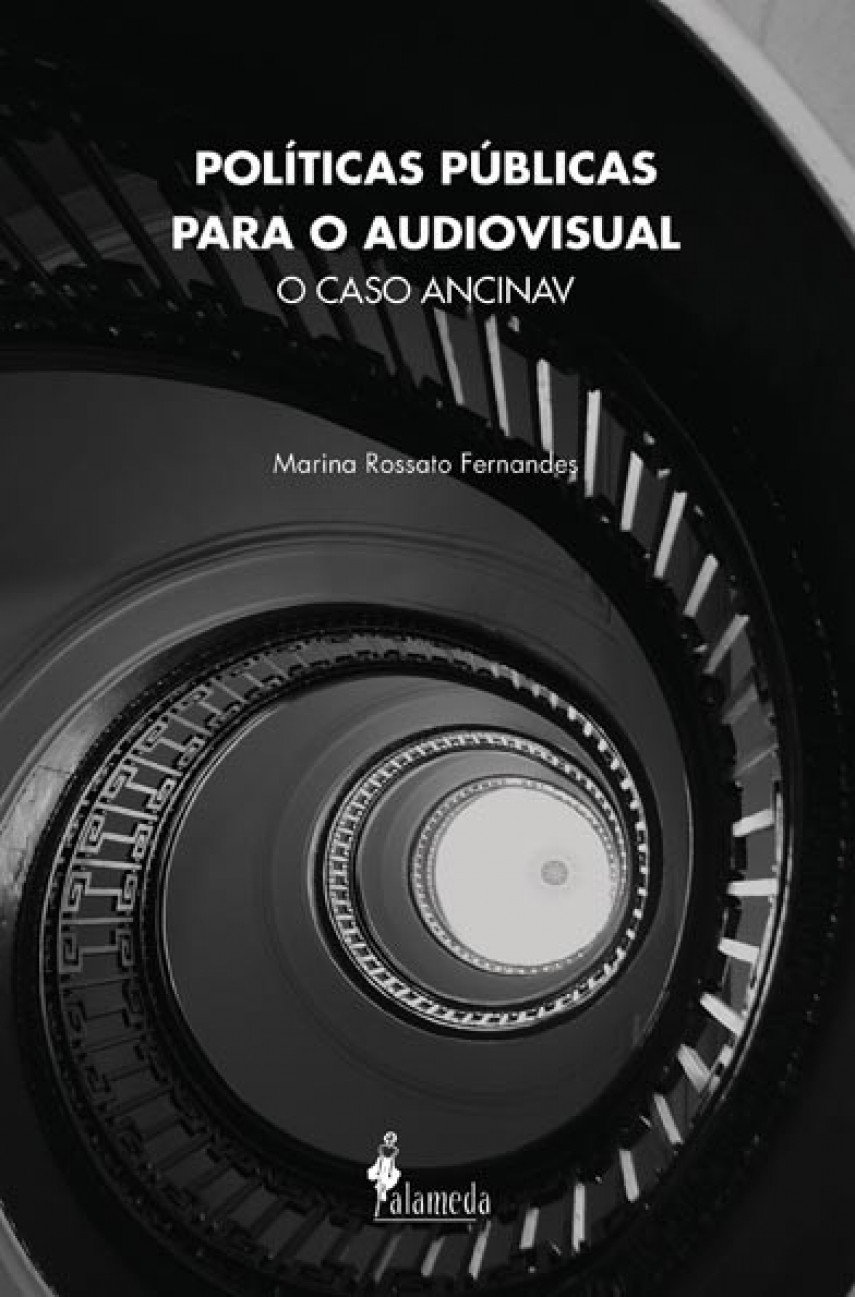 POLÍTICAS PÚBLICAS
PARA O AUDIOVISUAL
O CASO ANCINAV
Marina Rossato Fernandes
alameda